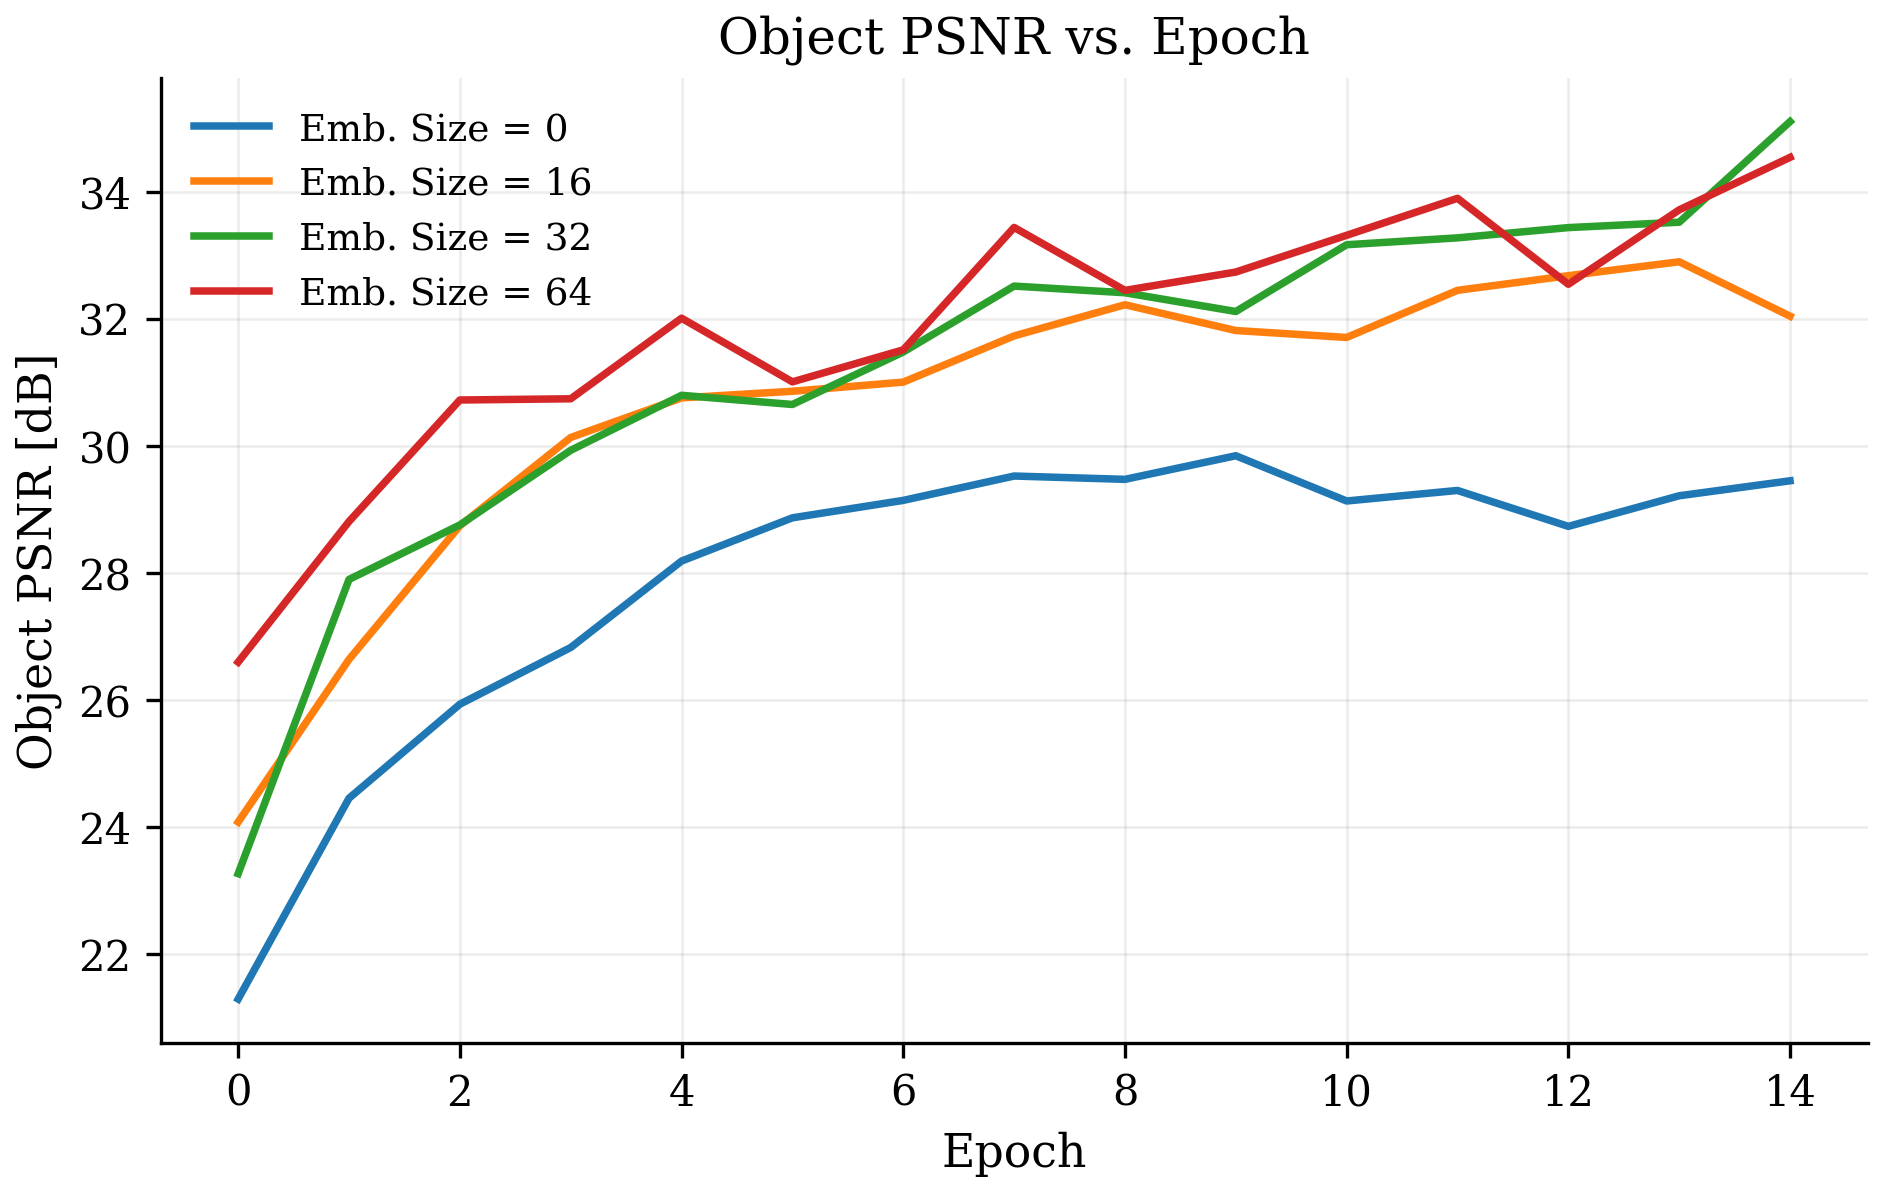 Object PSNR vs. Epoch
Emb. Size = 0
Emb. Size = 16
Emb. Size = 32
Emb. Size = 64
Object PSNR [dB]
34
32
30
28
26
24
22
0 2 4 6 8 10 12 14
Epoch